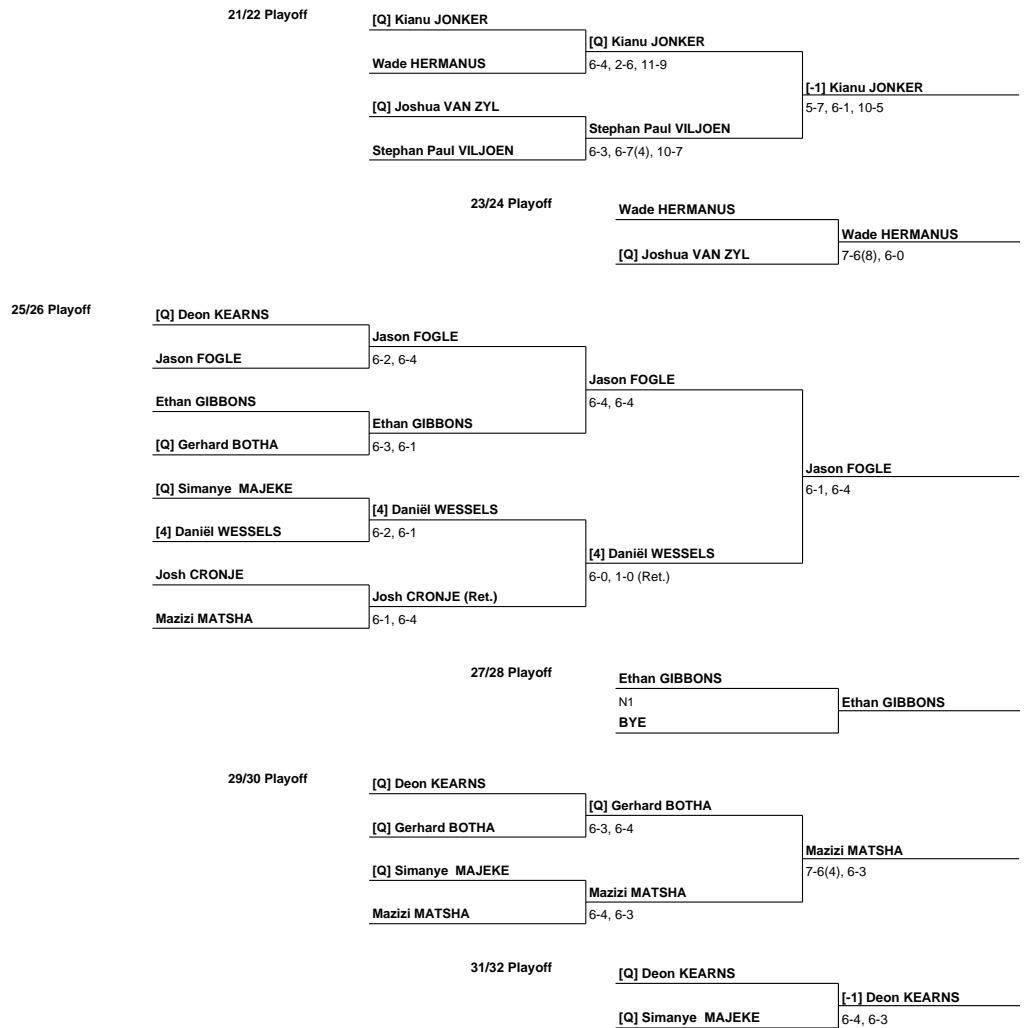 21/22 Playoff
[Q] Kianu JONKER
[Q] Kianu JONKER
Wade HERMANUS
6-4, 2-6, 11-9
[-1] Kianu JONKER
[Q] Joshua VAN ZYL
5-7, 6-1, 10-5
Stephan Paul VILJOEN
Stephan Paul VILJOEN
6-3, 6-7(4), 10-7
23/24 Playoff
Wade HERMANUS
Wade HERMANUS
[Q] Joshua VAN ZYL
7-6(8), 6-0
25/26 Playoff
[Q] Deon KEARNS
Jason FOGLE
Jason FOGLE
6-2, 6-4
Jason FOGLE
Ethan GIBBONS
6-4, 6-4
Ethan GIBBONS
[Q] Gerhard BOTHA
6-3, 6-1
Jason FOGLE
[Q] Simanye  MAJEKE
6-1, 6-4
[4] Daniël WESSELS
[4] Daniël WESSELS
6-2, 6-1
[4] Daniël WESSELS
Josh CRONJE
6-0, 1-0 (Ret.)
Josh CRONJE (Ret.)
Mazizi MATSHA
6-1, 6-4
27/28 Playoff
Ethan GIBBONS
N1
Ethan GIBBONS
BYE
29/30 Playoff
[Q] Deon KEARNS
[Q] Gerhard BOTHA
[Q] Gerhard BOTHA
6-3, 6-4
Mazizi MATSHA
[Q] Simanye  MAJEKE
7-6(4), 6-3
Mazizi MATSHA
Mazizi MATSHA
6-4, 6-3
31/32 Playoff
[Q] Deon KEARNS
[-1] Deon KEARNS
[Q] Simanye  MAJEKE
6-4, 6-3